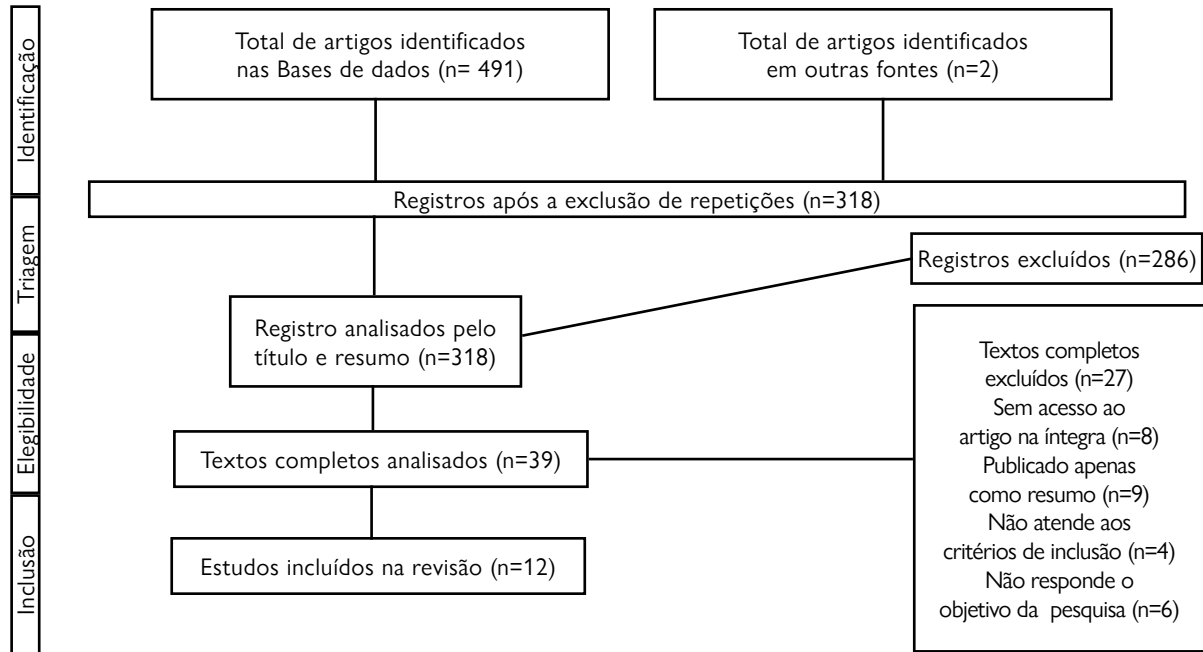 Identificação
Total de artigos identificados
nas Bases de dados (n= 491)
Total de artigos identificados
em outras fontes (n=2)
Registros após a exclusão de repetições (n=318)
Triagem
Registros excluídos (n=286)
Registro analisados pelo
título e resumo (n=318)
Elegibilidade
Textos completos analisados (n=39)
Textos completos
excluídos (n=27)
Sem acesso ao
artigo na íntegra (n=8)
Publicado apenas
como resumo (n=9)
Não atende aos
critérios de inclusão (n=4)
Não responde o
objetivo da pesquisa (n=6)
Inclusão
Estudos incluídos na revisão (n=12)